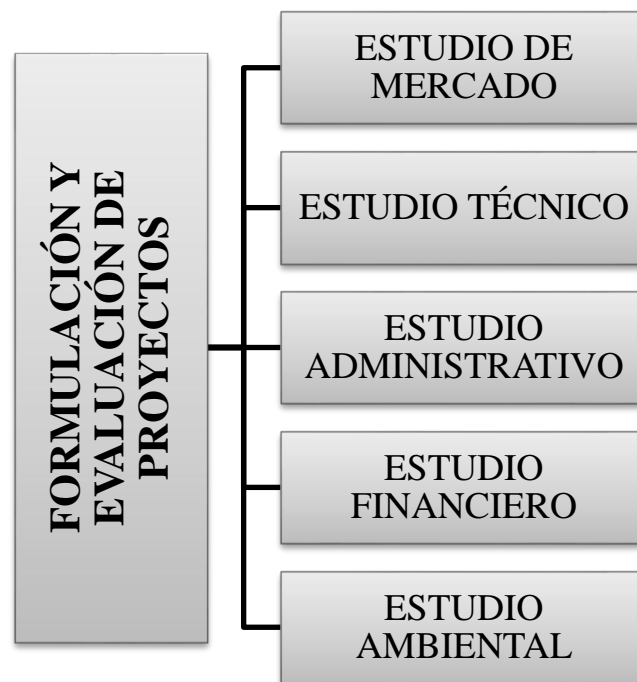 FORMULACIÓN Y
EVALUACIÓN DE
PROYECTOS
ESTUDIO DE
MERCADO
ESTUDIO TÉCNICO
ESTUDIO
ADMINISTRATIVO
ESTUDIO
FINANCIERO
ESTUDIO
AMBIENTAL